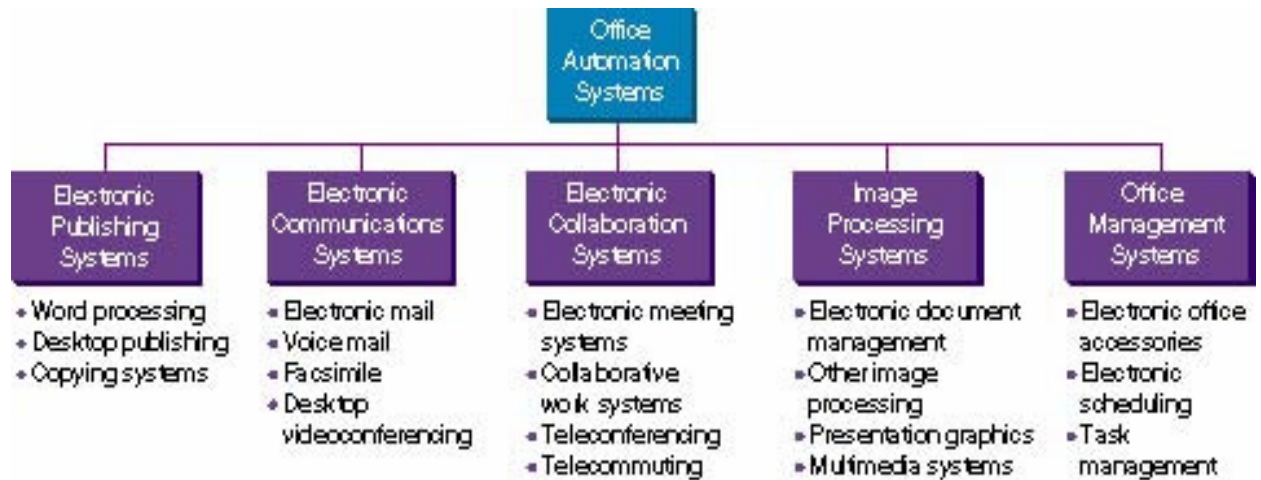 Office
Automation
Systems
Electronic
Publishing
Systems
• Word processing
• Desktop publishing
• Copying systems
Electronic
Communications
Systems
• Electronic mail
• Voice mail
• Facsimile
• Desktop
videoconferencing
Electronic
Collaboration
Systems
• Electronic meeting
systems
• Collaborative
work systems
• Teleconferencing
• Telecommuting
Image
Processing
Systems
• Electronic document
management
• Other image
processing
• Presentation graphics
• Multimedia systems
Office
Management
Systems
• Electronic office
accessories
• Electronic
scheduling
• Task
management